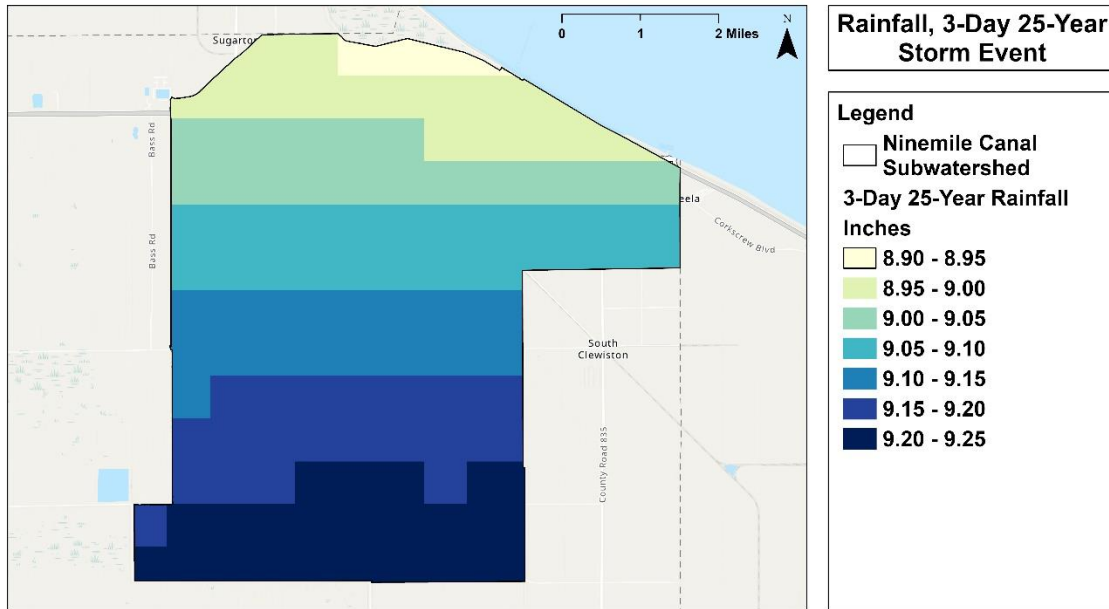 Sugarton
0 1 2 Miles
N
Bass Rd
Bass Rd
eela
Corkscrew Blvd
South
Clewiston
County Road 835
Rainfall, 3-Day 25-Year
Storm Event
Legend
Ninemile Canal
Subwatershed
3-Day 25-Year Rainfall
Inches
8.90 - 8.95
8.95 - 9.00
9.00 - 9.05
9.05 - 9.10
9.10 - 9.15
9.15 - 9.20
9.20 - 9.25